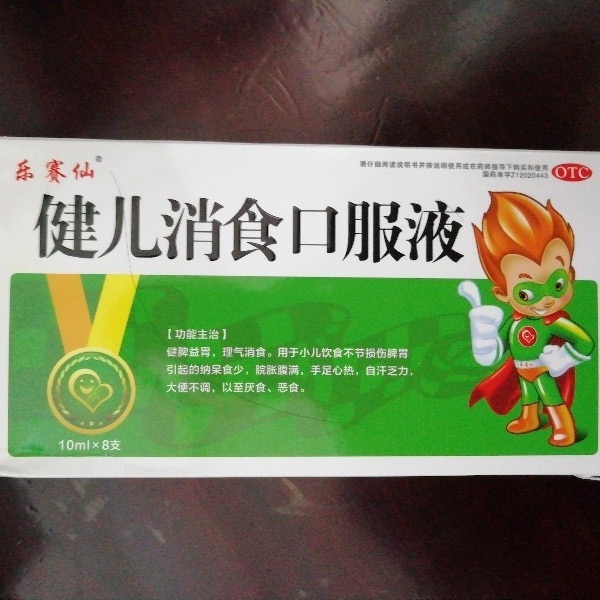 乐赛仙®
请仔细阅读说明书并按说明使用或在药师指导下购买和使用
国药准字Z12020443
OTC
健儿消食口服液
【功能主治】
健脾益胃，理气消食。用于小儿饮食不节损伤脾胃
引起的纳呆食少，脘胀腹满，手足心热，自汗乏力，
大便不调，以至厌食、恶食。
10ml×8支